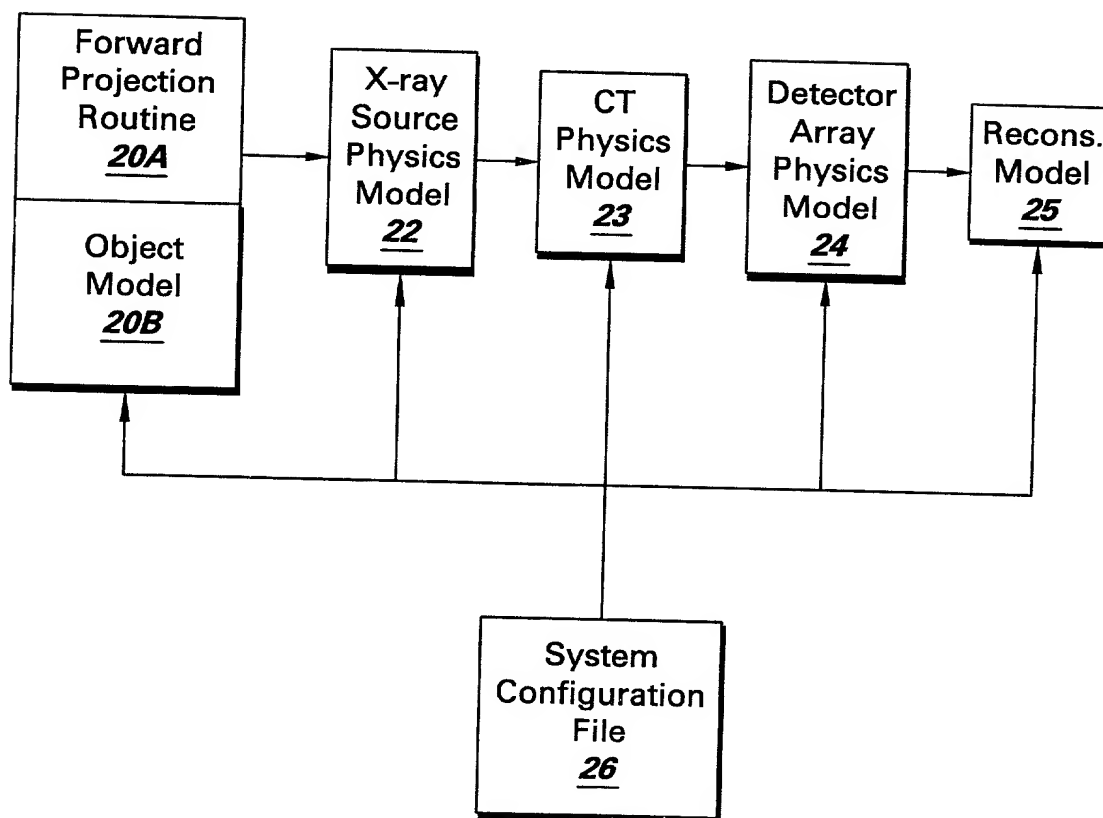 Forward
Projection
Routine
20A
Object
Model
20B
X-ray
Source
Physics
Model
22
CT
Physics
Model
23
Detector
Array
Physics
Model
24
Recons.
Model
25
System
Configuration
File
26